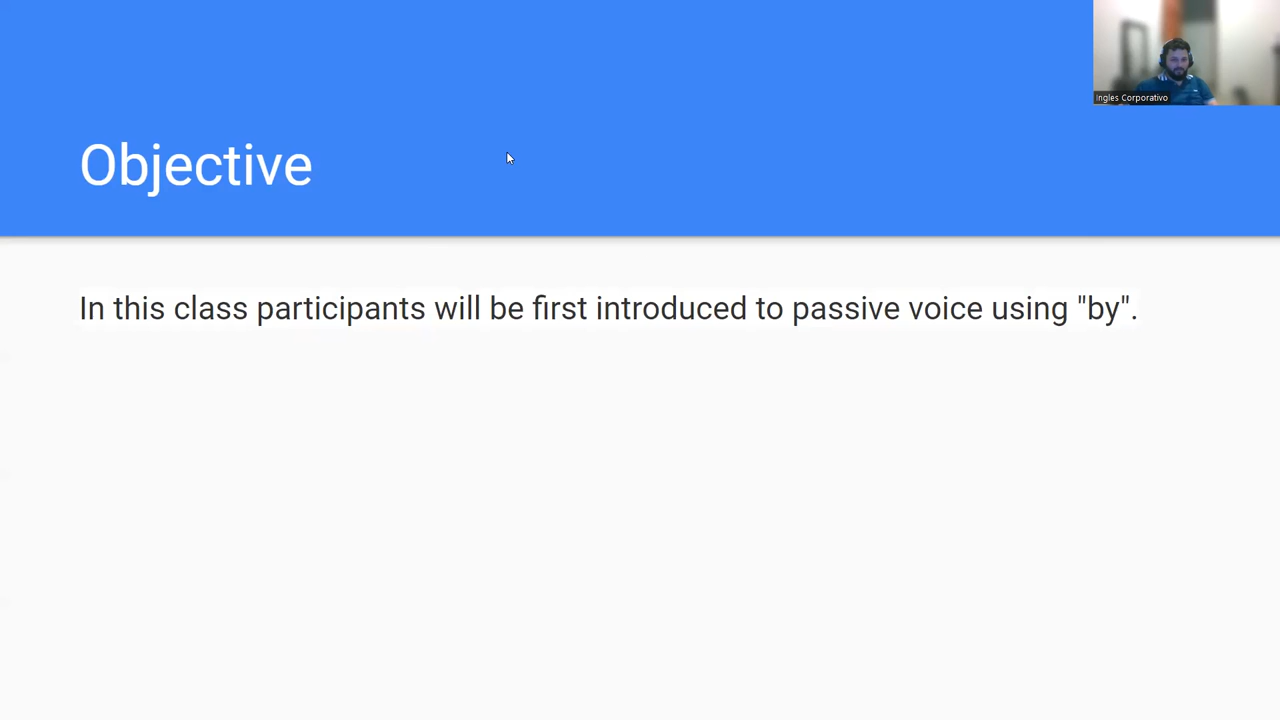 Ingles Corporativo
Objective
In this class participants will be first introduced to passive voice using "by".